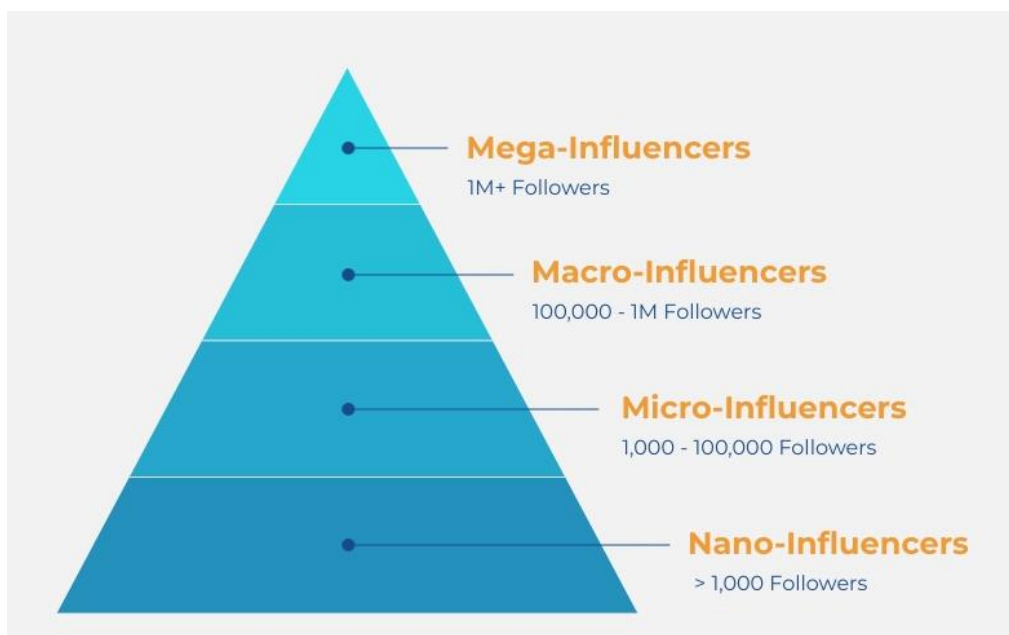 Mega-Influencers
1M+ Followers
Macro-Influencers
100,000 - 1M Followers
Micro-Influencers
1,000 - 100,000 Followers
Nano-Influencers
> 1,000 Followers